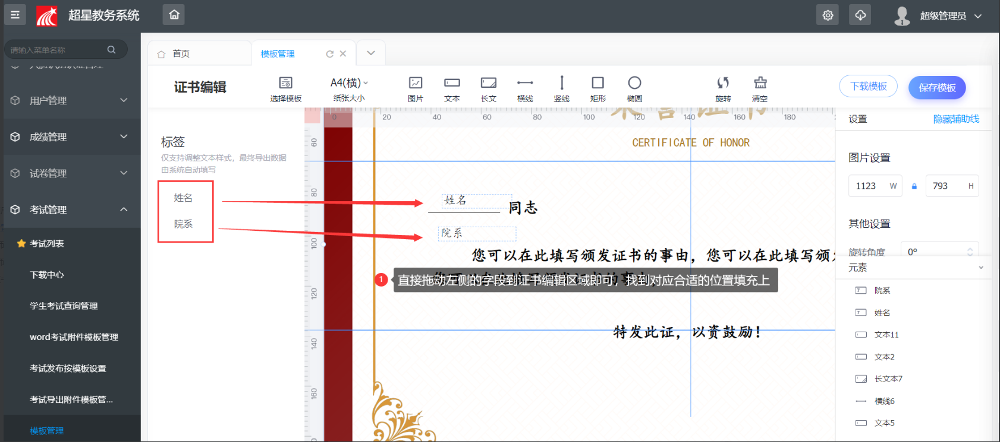 超星教务系统
超级管理员
请输入菜单名称
用户管理
成绩管理
试卷管理
考试管理
考试列表
下载中心
学生考试查询管理
word考试附件模板管理
考试发布按模板设置
考试导出附件模板管...
模板管理
首页
模板管理
证书编辑
选择模板
A4(横)
纸张大小
图片
文本
长文
横线
竖线
矩形
椭圆
旋转
清空
下载模板
保存模板
标签
仅支持调整文本样式，最终导出数据
由系统自动填写
姓名
院系
0 20 40 60 80 100 120 140 160 180
60
80
100
120
140
160
CERTIFICATE OF HONOR
姓名
同志
院系
您可以在此填写颁发证书的事由，您可以在此填写颁
1
直接拖动左侧的字段到证书编辑区域即可，找到对应合适的位置填充上
特发此证，以资鼓励！
设置
隐藏辅助线
图片设置
1123 W
793 H
其他设置
旋转角度 0°
元素
院系
姓名
文本11
文本2
长文本7
横线6
文本5